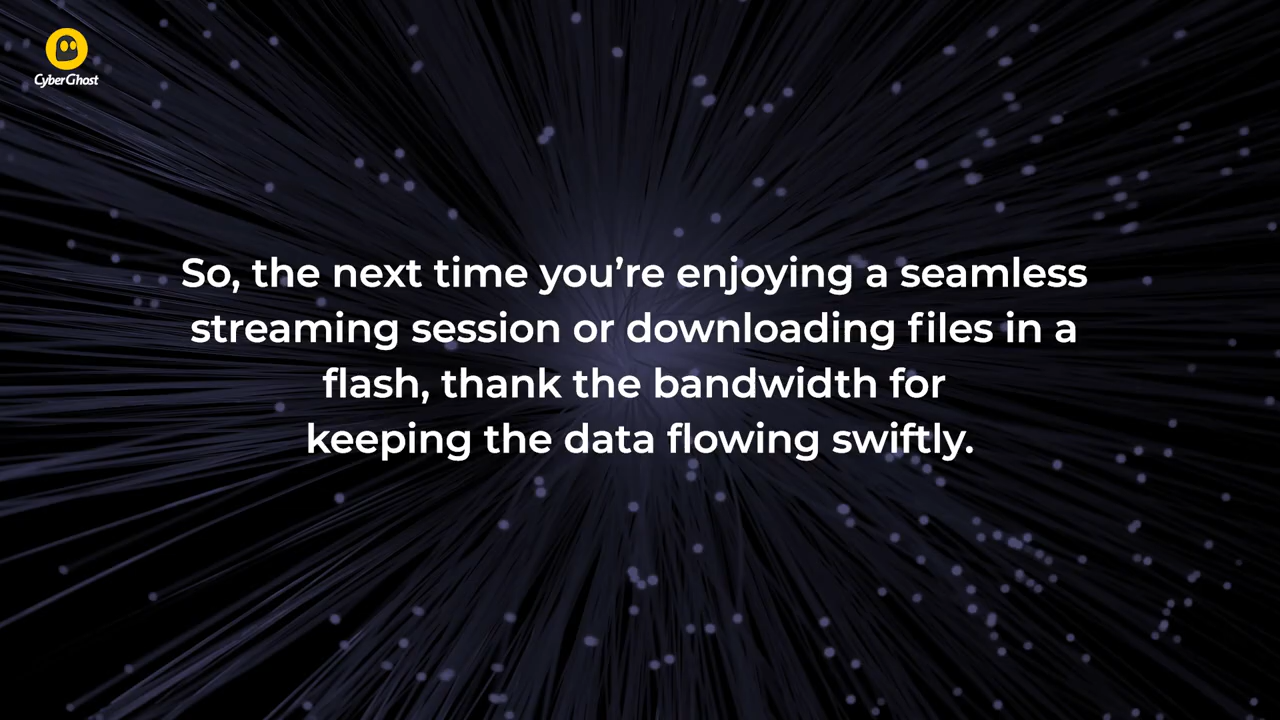 CyberGhost
So, the next time you’re enjoying a seamless
streaming session or downloading files in a
flash, thank the bandwidth for
keeping the data flowing swiftly.